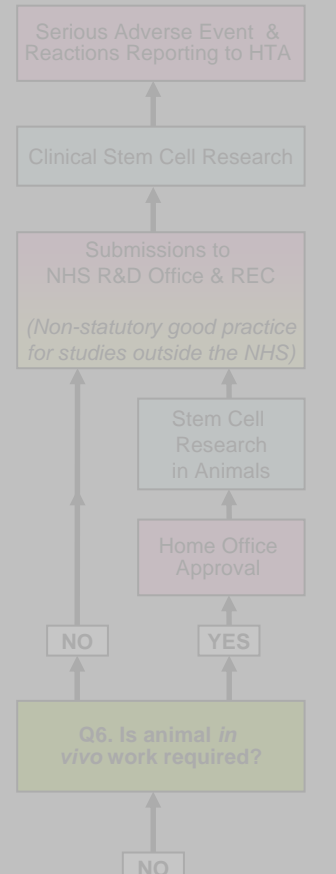 Serious Adverse Event &
Reactions Reporting to HTA
Clinical Stem Cell Research
Submissions to
NHS R&D Office & REC
(Non-statutory good practice
for studies outside the NHS)
Stem Cell
Research
in Animals
Home Office
Approval
NO
YES
Q6. Is animal in
vivo work required?
NO